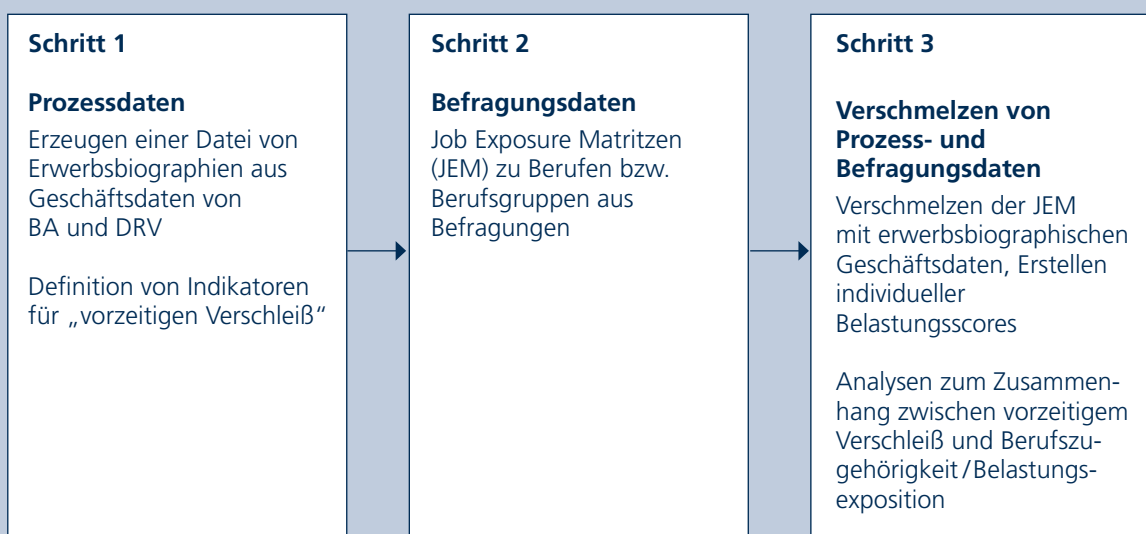 Schritt 1
Prozessdaten
Erzeugen einer Datei von
Erwerbsbiographien aus
Geschäftsdaten von
BA und DRV
Definition von Indikatoren
für „vorzeitigen Verschleiß“
Schritt 2
Befragungsdaten
Job Exposure Matritzen
(JEM) zu Berufen bzw.
Berufsgruppen aus
Befragungen
Schritt 3
Verschmelzen von
Prozess- und
Befragungsdaten
Verschmelzen der JEM
mit erwerbsbiographischen
Geschäftsdaten, Erstellen
individueller
Belastungsscores
Analysen zum Zusammen-
hang zwischen vorzeitigem
Verschleiß und Berufszu-
gehörigkeit/Belastungs-
exposition